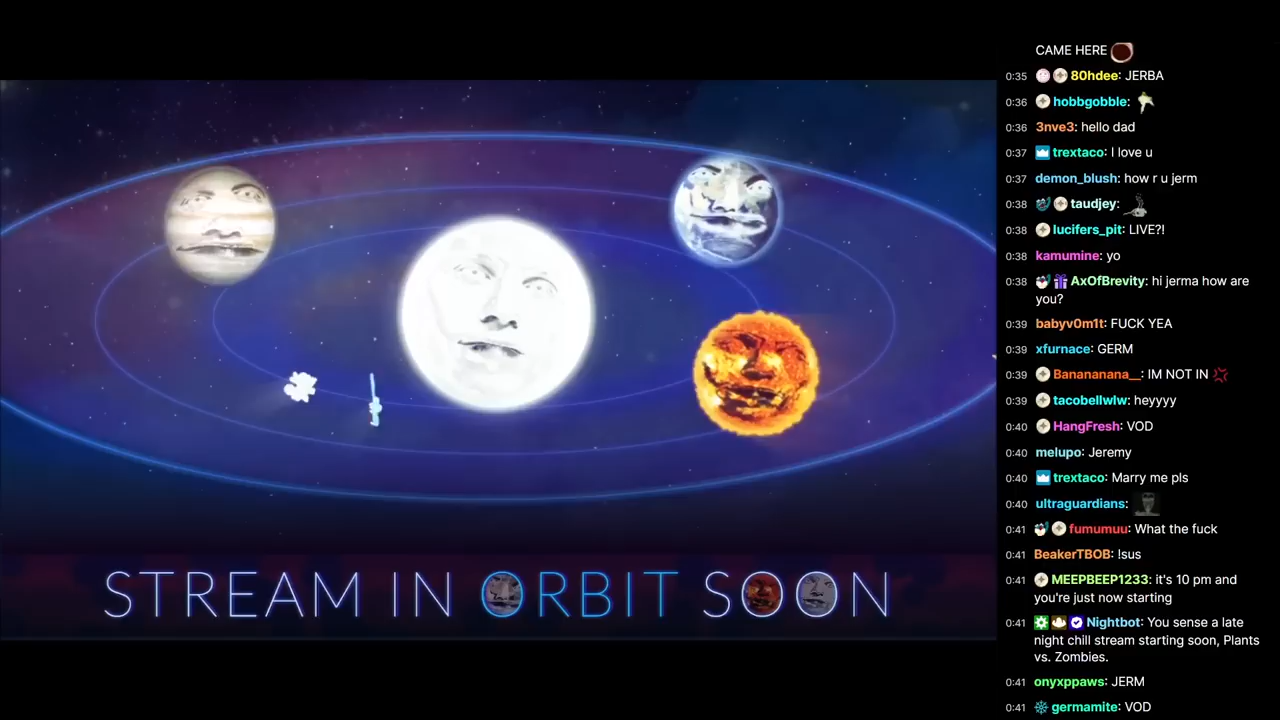 STREAM IN ORBIT SOON
CAME HERE
0:35 80hdee: JERBA
0:36 hobbgobble:
0:36 3nve3: hello dad
0:37 trextaco: I love u
0:37 demon_blush: how r u jerm
0:38 taudjey:
0:38 lucifers_pit: LIVE?!
0:38 kamumine: yo
0:38 AxOfBrevity: hi jerma how are
you?
0:39 babyv0m1t: FUCK YEA
0:39 xfurnace: GERM
0:39 Banananana__: IM NOT IN
0:39 tacobellwlw: heyyyy
0:40 HangFresh: VOD
0:40 melupo: Jeremy
0:40 trextaco: Marry me pls
0:40 ultraguardians:
0:41 fumumuu: What the fuck
0:41 BeakerTBOB: !sus
0:41 MEEPBEEP1233: it's 10 pm and
you're just now starting
0:41 Nightbot: You sense a late
night chill stream starting soon, Plants
vs. Zombies.
0:41 onyxppaws: JERM
0:41 germamite: VOD